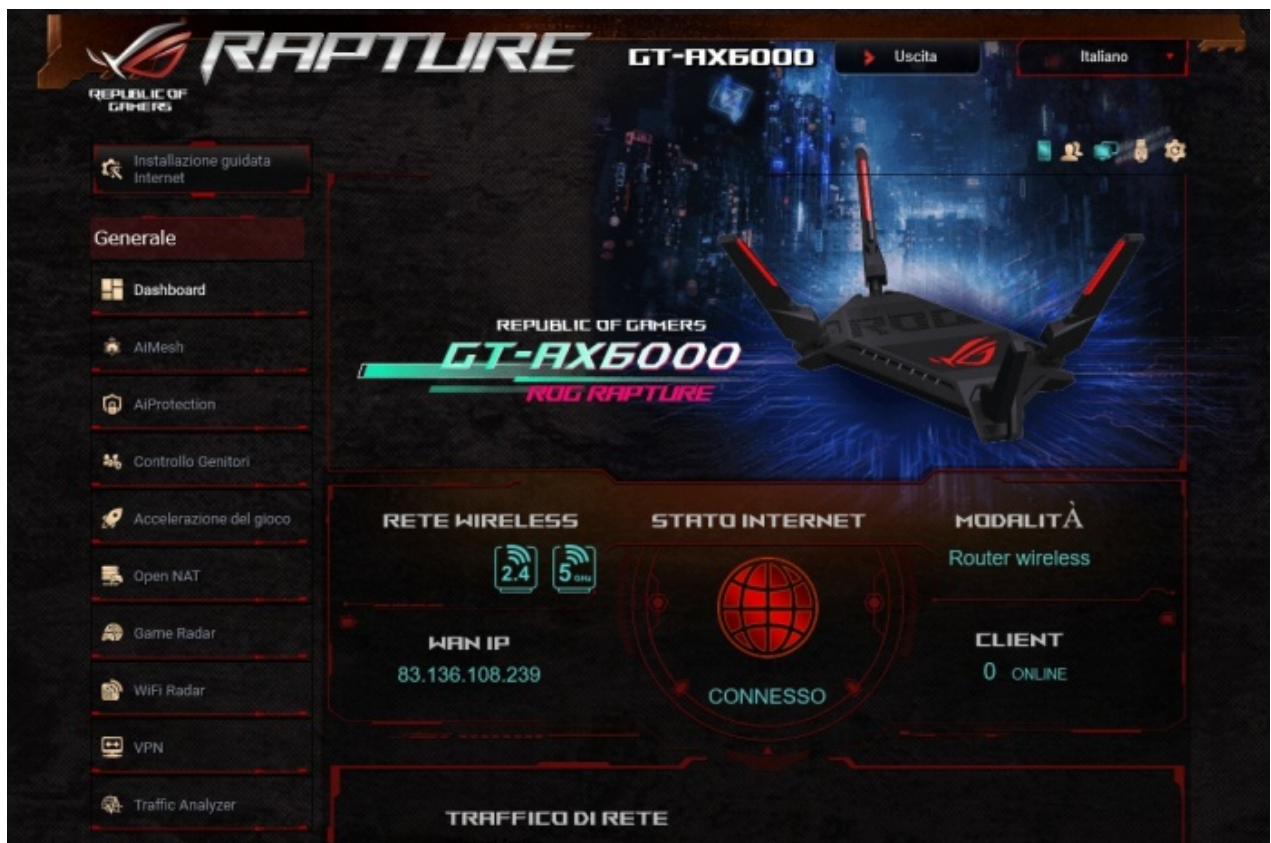 RAPTURE
GT-AX6000
Uscita
Italiano
REPUBLIC OF
GAMERS
Installazione guidata
Internet
Generale
Dashboard
AiMesh
AiProtection
Controllo Genitori
Accelerazione del gioco
Open NAT
Game Radar
WiFi Radar
VPN
Traffic Analyzer
REPUBLIC OF GAMERS
GT-AX6000
ROG RAPTURE
ROG
RETE WIRELESS
2.4
5 GHz
WAN IP
83.136.108.239
STATO INTERNET
CONNESSO
MODALITÀ
Router wireless
CLIENT
0 ONLINE
TRAFFICO DI RETE